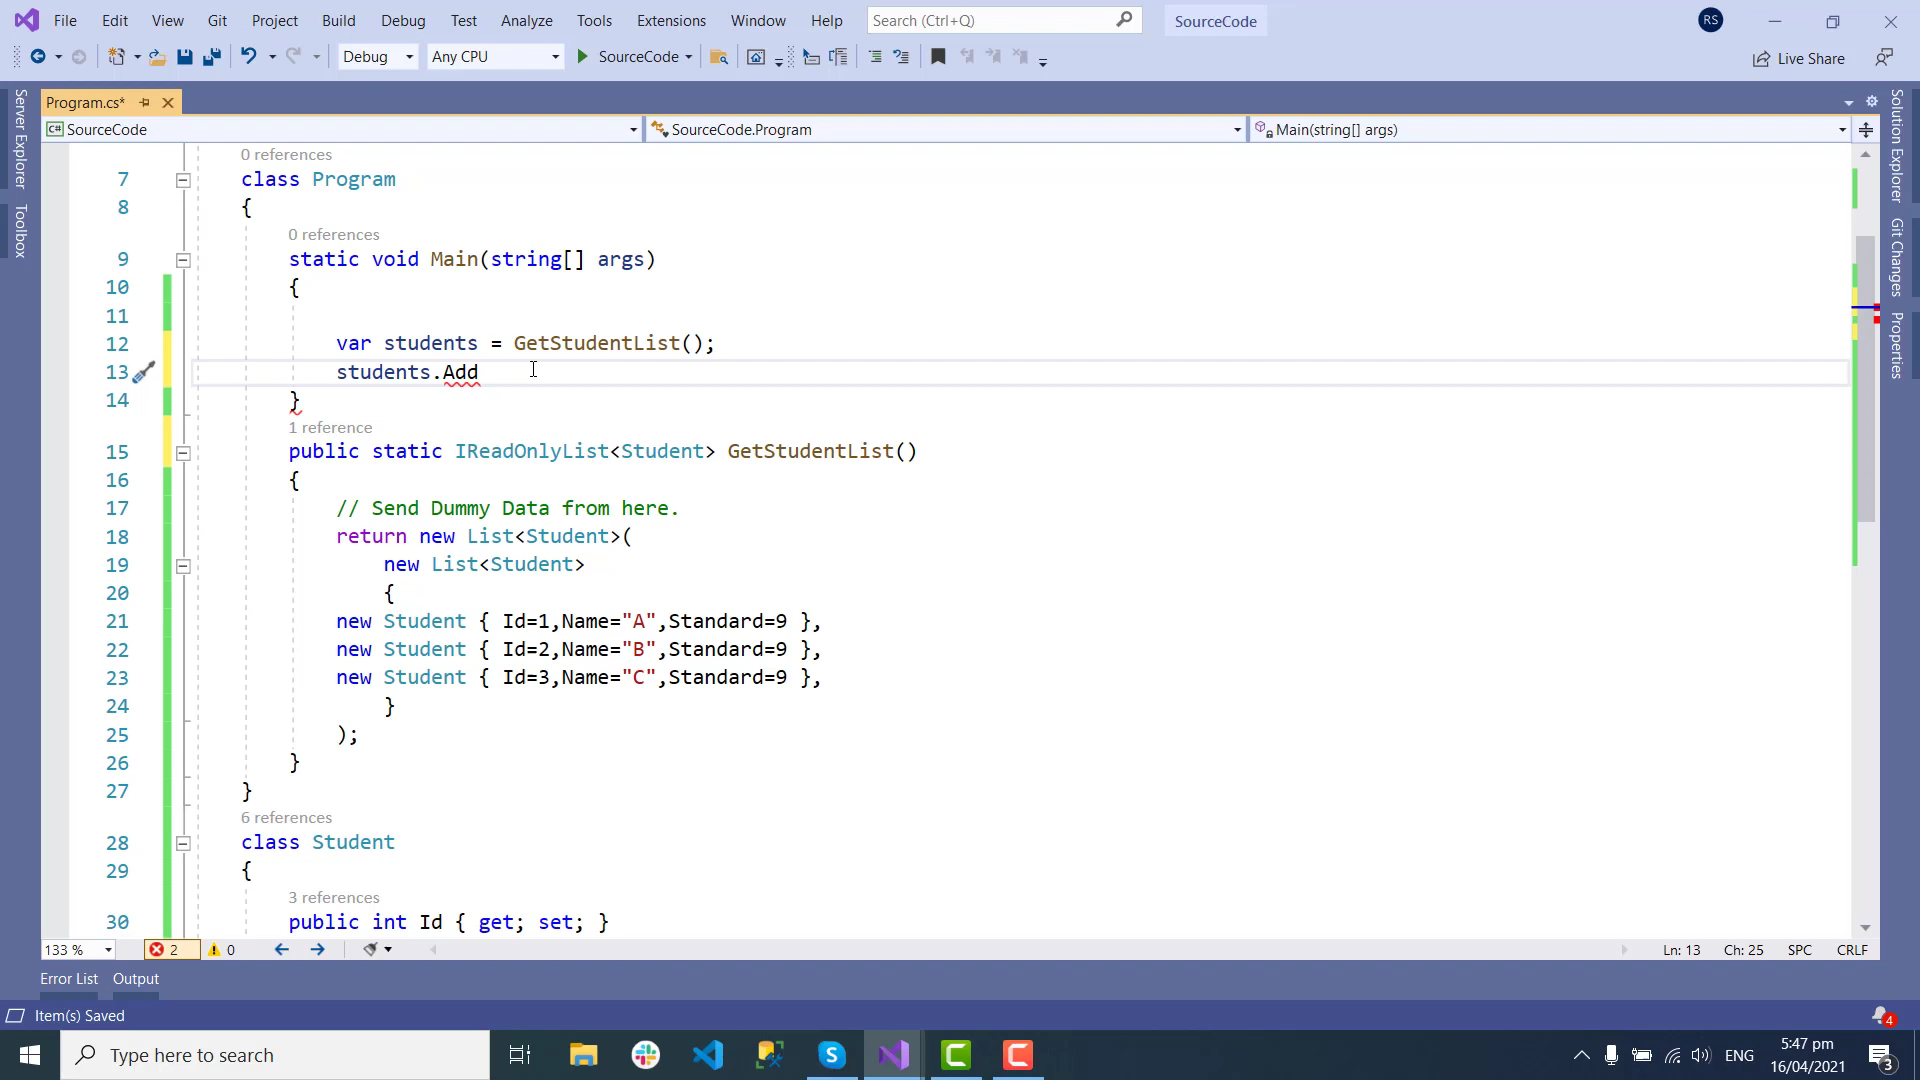 File Edit View Git Project Build Debug Test Analyze Tools Extensions Window Help Search (Ctrl+Q) SourceCode RS
Debug Any CPU SourceCode Live Share
Program.cs*
SourceCode SourceCode.Program Main(string[] args)
Server Explorer
Toolbox
Solution Explorer
Git Changes
Properties
0 references
7 class Program
8 {
0 references
9 static void Main(string[] args)
10 {
11
12 var students = GetStudentList();
13 students.Add
14 }
1 reference
15 public static IReadOnlyList<Student> GetStudentList()
16 {
17 // Send Dummy Data from here.
18 return new List<Student>(
19 new List<Student>
20 {
21 new Student { Id=1,Name="A",Standard=9 },
22 new Student { Id=2,Name="B",Standard=9 },
23 new Student { Id=3,Name="C",Standard=9 },
24 }
25 );
26 }
27 }
6 references
28 class Student
29 {
3 references
30 public int Id { get; set; }
133 % 2 0 Ln: 13 Ch: 25 SPC CRLF
Error List Output
Item(s) Saved 4
Type here to search ENG 5:47 pm
16/04/2021 3